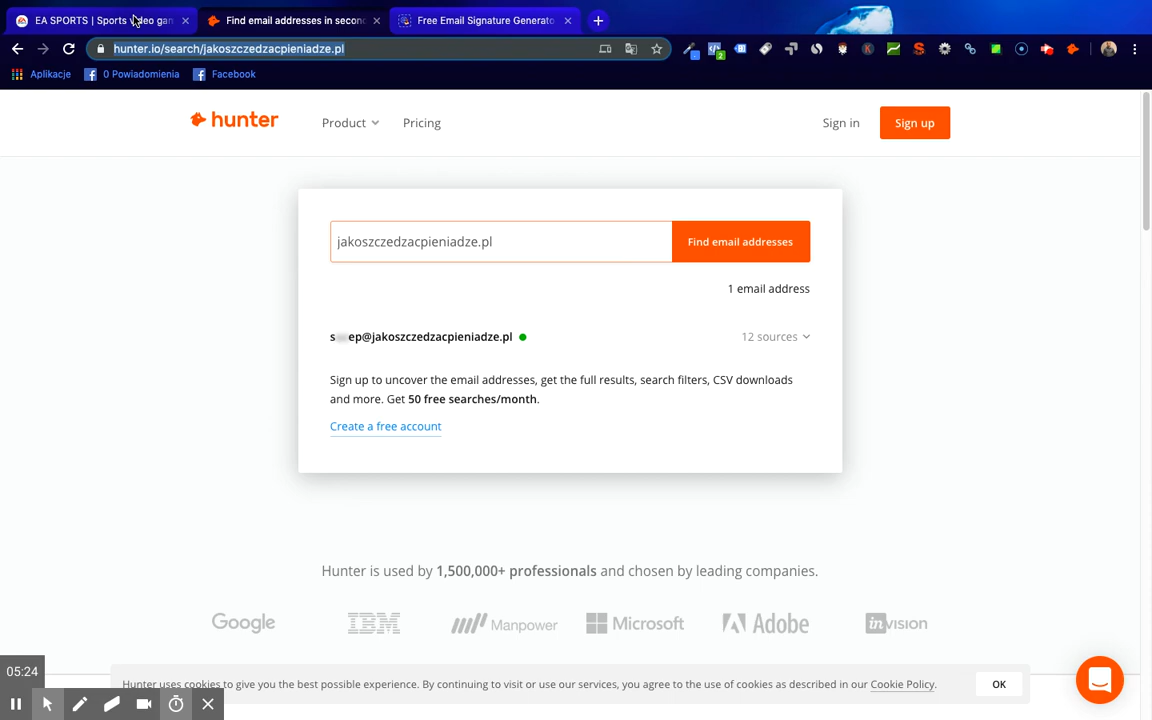 EA SPORTS | Sports video gam
Find email addresses in secon
Free Email Signature Generato
hunter.io/search/jakoszczedzacpieniadze.pl
2
Aplikacje
0 Powiadomienia
Facebook
hunter
Product
Pricing
Sign in
Sign up
jakoszczedzacpieniadze.pl
Find email addresses
1 email address
s ep@jakoszczedzacpieniadze.pl
12 sources
Sign up to uncover the email addresses, get the full results, search filters, CSV downloads
and more. Get 50 free searches/month.
Create a free account
Hunter is used by 1,500,000+ professionals and chosen by leading companies.
Google
IBM
Manpower
Microsoft
Adobe
invision
05:24
Hunter uses cookies to give you the best possible experience. By continuing to visit or use our services, you agree to the use of cookies as described in our Cookie Policy.
OK